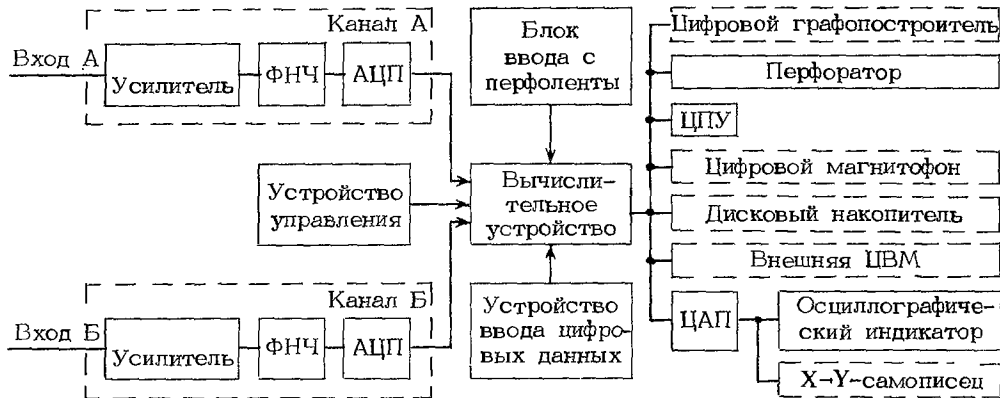 Канал А
Вход А
Усилитель
ФНЧ
АЦП
Блок
ввода с
перфоленты
Цифровой графопостроитель
Перфоратор
ЦПУ
Цифровой магнитофон
Устройство
управления
Вычисли-
тельное
устройство
Дисковый накопитель
Внешняя ЦВМ
Канал Б
Вход Б
Усилитель
ФНЧ
АЦП
Устройство
ввода цифро-
вых данных
ЦАП
Осциллографиче-
ский индикатор
X→Y-самописец